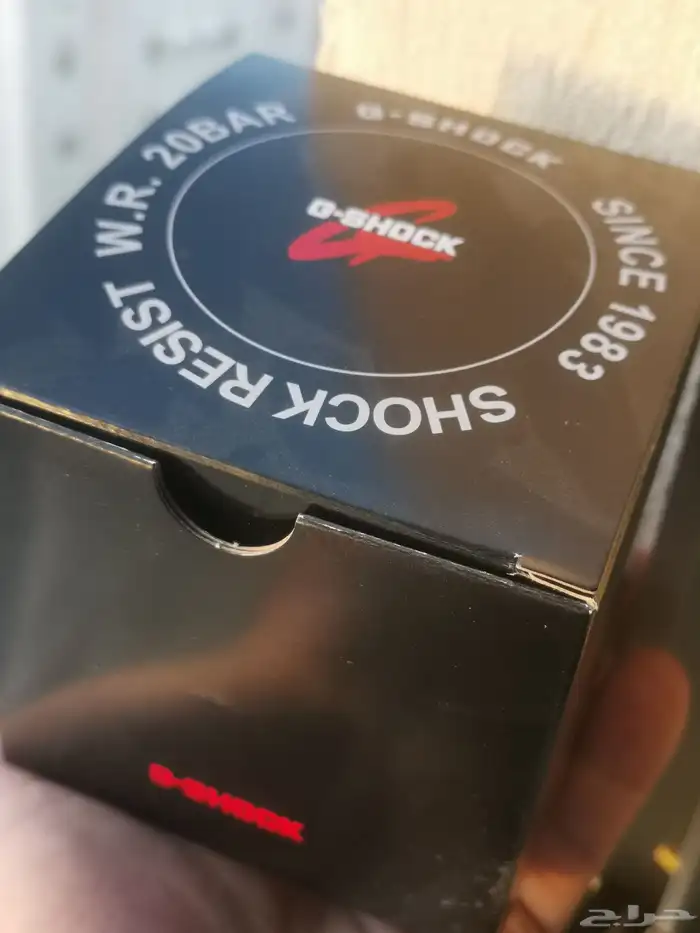 G-SHOCK
SINCE 1983
SHOCK RESIST
W.R. 20BAR
G-SHOCK
G-SHOCK
حراج